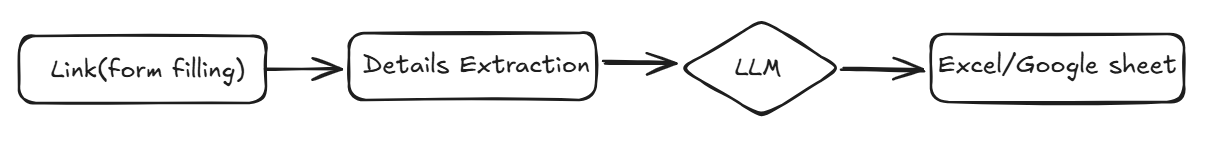 Link(form filling)
Details Extraction
LLM
Excel/Google sheet